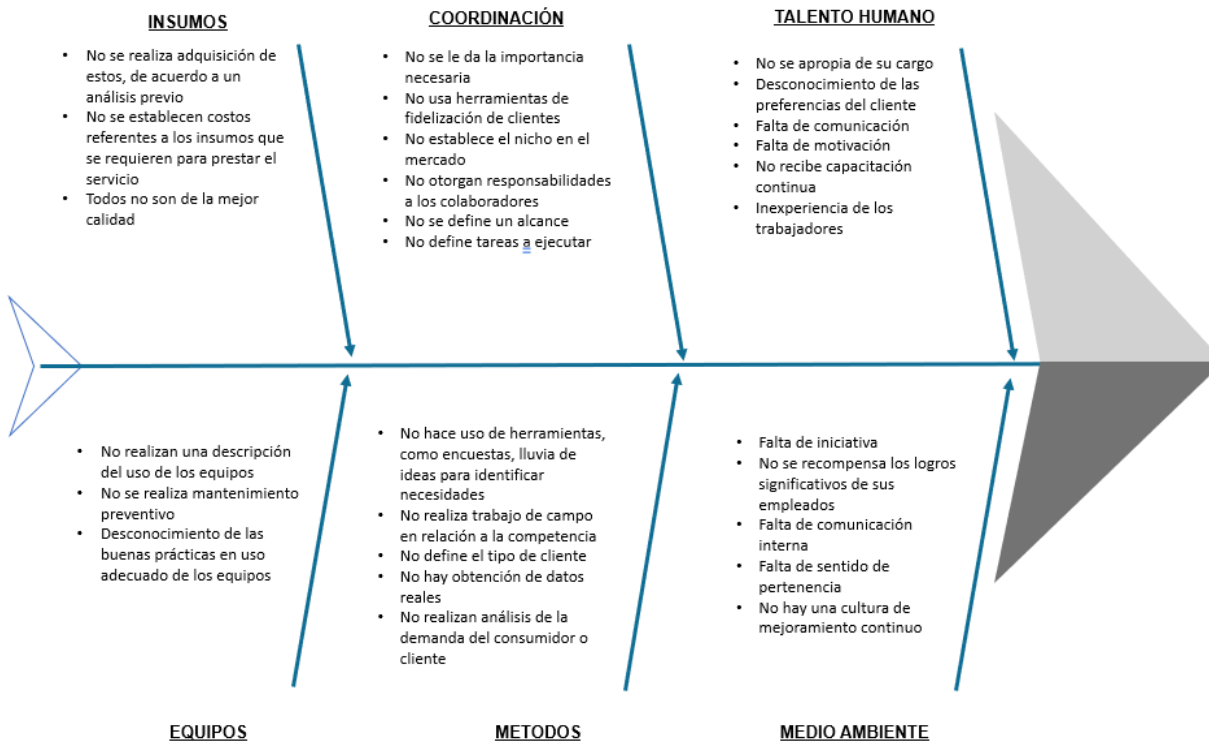 INSUMOS
• No se realiza adquisición de
estos, de acuerdo a un
análisis previo
• No se establecen costos
referentes a los insumos que
se requieren para prestar el
servicio
• Todos no son de la mejor
calidad
COORDINACIÓN
• No se le da la importancia
necesaria
• No usa herramientas de
fidelización de clientes
• No establece el nicho en el
mercado
• No otorgan responsabilidades
a los colaboradores
• No se define un alcance
• No define tareas a ejecutar
TALENTO HUMANO
• No se apropia de su cargo
• Desconocimiento de las
preferencias del cliente
• Falta de comunicación
• Falta de motivación
• No recibe capacitación
continua
• Inexperiencia de los
trabajadores
• No realizan una descripción
del uso de los equipos
• No se realiza mantenimiento
preventivo
• Desconocimiento de las
buenas prácticas en uso
adecuado de los equipos
EQUIPOS
• No hace uso de herramientas,
como encuestas, lluvia de
ideas para identificar
necesidades
• No realiza trabajo de campo
en relación a la competencia
• No define el tipo de cliente
• No hay obtención de datos
reales
• No realizan análisis de la
demanda del consumidor o
cliente
METODOS
• Falta de iniciativa
• No se recompensa los logros
significativos de sus
empleados
• Falta de comunicación
interna
• Falta de sentido de
pertenencia
• No hay una cultura de
mejoramiento continuo
MEDIO AMBIENTE